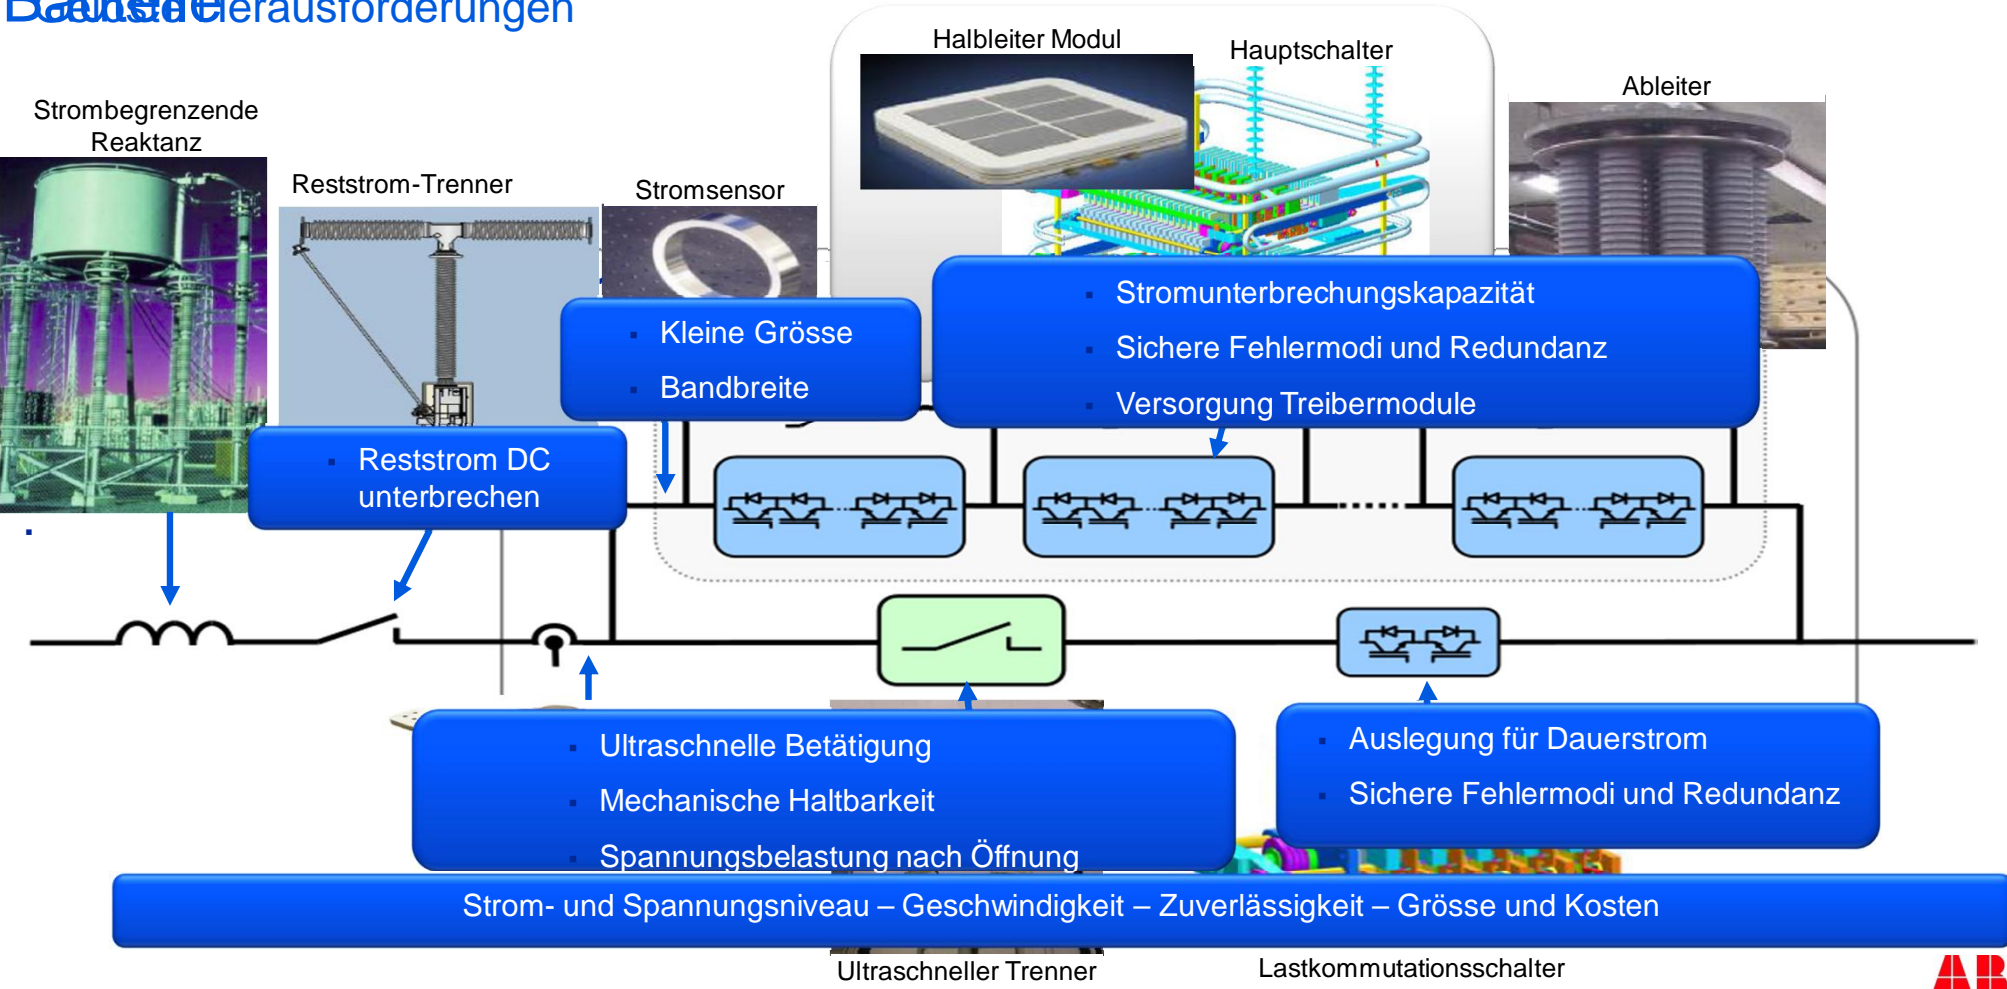 Herausforderungen
Halbleiter Modul
Hauptschalter
Ableiter
Strombegrenzende
Reaktanz
Reststrom-Trenner
Stromsensor
▪ Kleine Grösse
▪ Bandbreite
▪ Stromunterbrechungskapazität
▪ Sichere Fehlermodi und Redundanz
▪ Versorgung Treibermodule
▪ Reststrom DC
unterbrechen
▪ Ultraschnelle Betätigung
▪ Mechanische Haltbarkeit
▪ Spannungsbelastung nach Öffnung
▪ Auslegung für Dauerstrom
▪ Sichere Fehlermodi und Redundanz
Strom- und Spannungsniveau – Geschwindigkeit – Zuverlässigkeit – Grösse und Kosten
Ultraschneller Trenner
Lastkommutationsschalter